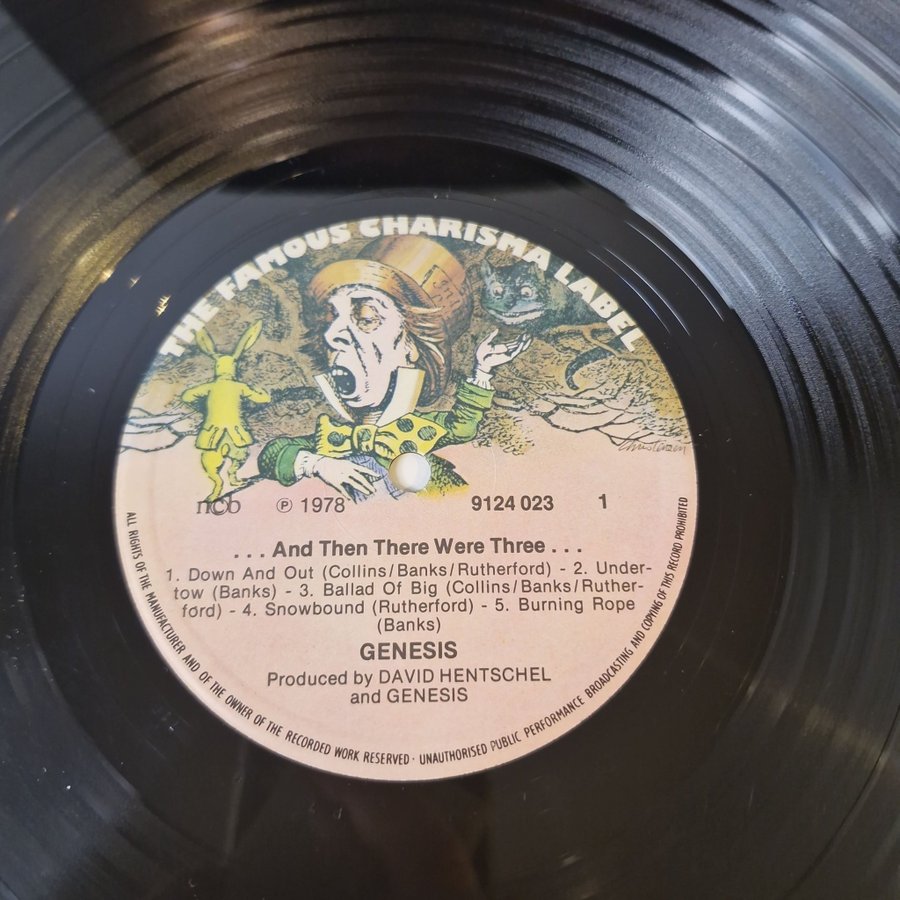 THE FAMOUS CHARISMA LABEL
ncb ℗ 1978 9124 023 1
. . . And Then There Were Three . . .
1. Down And Out (Collins/Banks/Rutherford) - 2. Under-
tow (Banks) - 3. Ballad Of Big (Collins/Banks/Ruther-
ford) - 4. Snowbound (Rutherford) - 5. Burning Rope
(Banks)
GENESIS
Produced by DAVID HENTSCHEL
and GENESIS
ALL RIGHTS OF THE MANUFACTURER AND OF THE OWNER OF THE RECORDED WORK RESERVED · UNAUTHORISED PUBLIC PERFORMANCE BROADCASTING AND COPYING OF THIS RECORD PROHIBITED